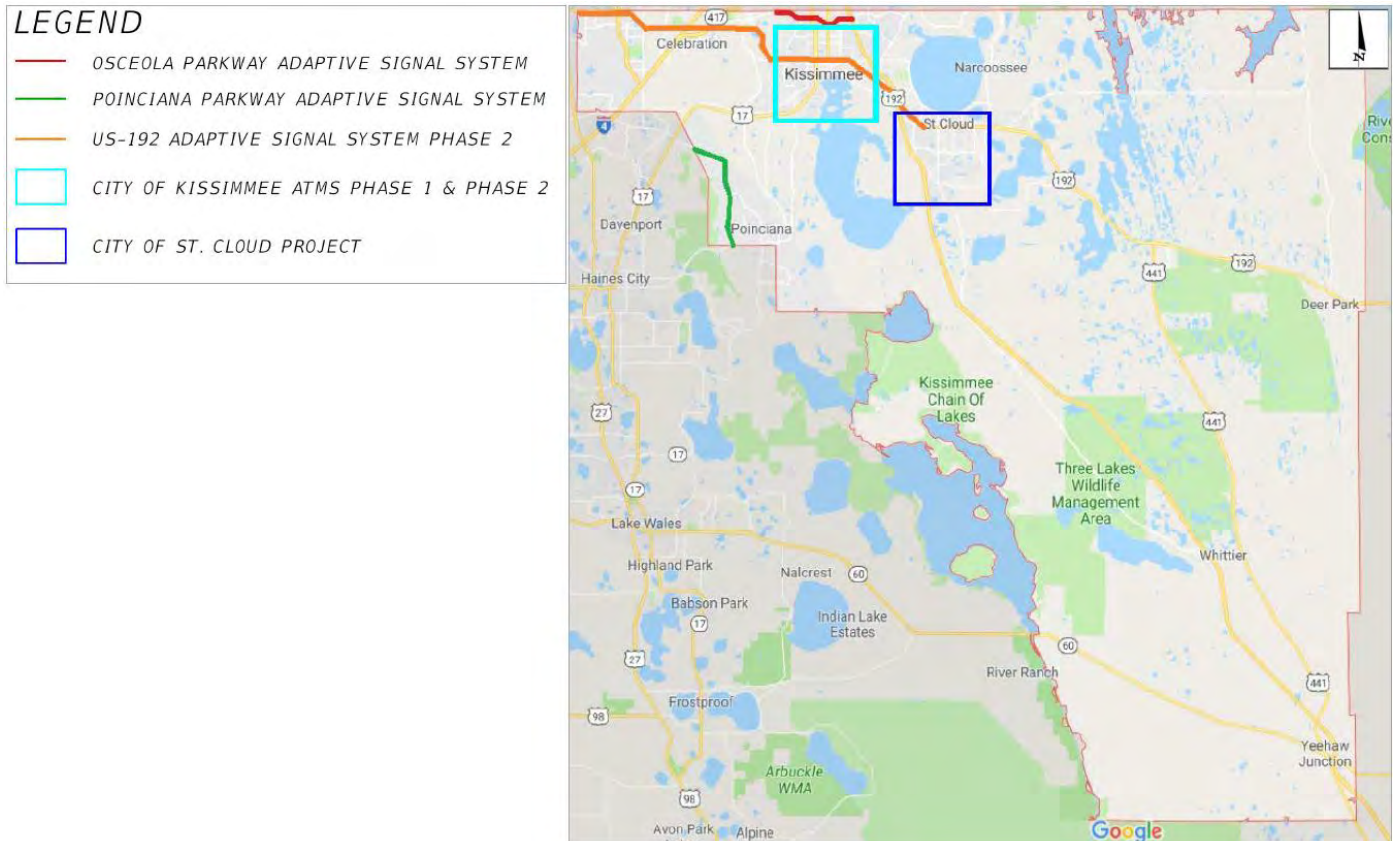 LEGEND
OSCEOLA PARKWAY ADAPTIVE SIGNAL SYSTEM
POINCIANA PARKWAY ADAPTIVE SIGNAL SYSTEM
US-192 ADAPTIVE SIGNAL SYSTEM PHASE 2
CITY OF KISSIMMEE ATMS PHASE 1 & PHASE 2
CITY OF ST. CLOUD PROJECT
417
N
Celebration
Kissimmee
Narcoossee
192
17
4
St. Cloud
192
17
Davenport
Poinciana
Haines City
441
192
Deer Park
Kissimmee
Chain Of
Lakes
27
441
17
Three Lakes
Wildlife
Management
Area
17
Lake Wales
Whittier
Highland Park
Nalcrest
60
Babson Park
17
Indian Lake
Estates
60
27
River Ranch
441
Frostproof
98
Yeehaw
Junction
Arbuckle
WMA
98
Avon Park
Alpine
Google